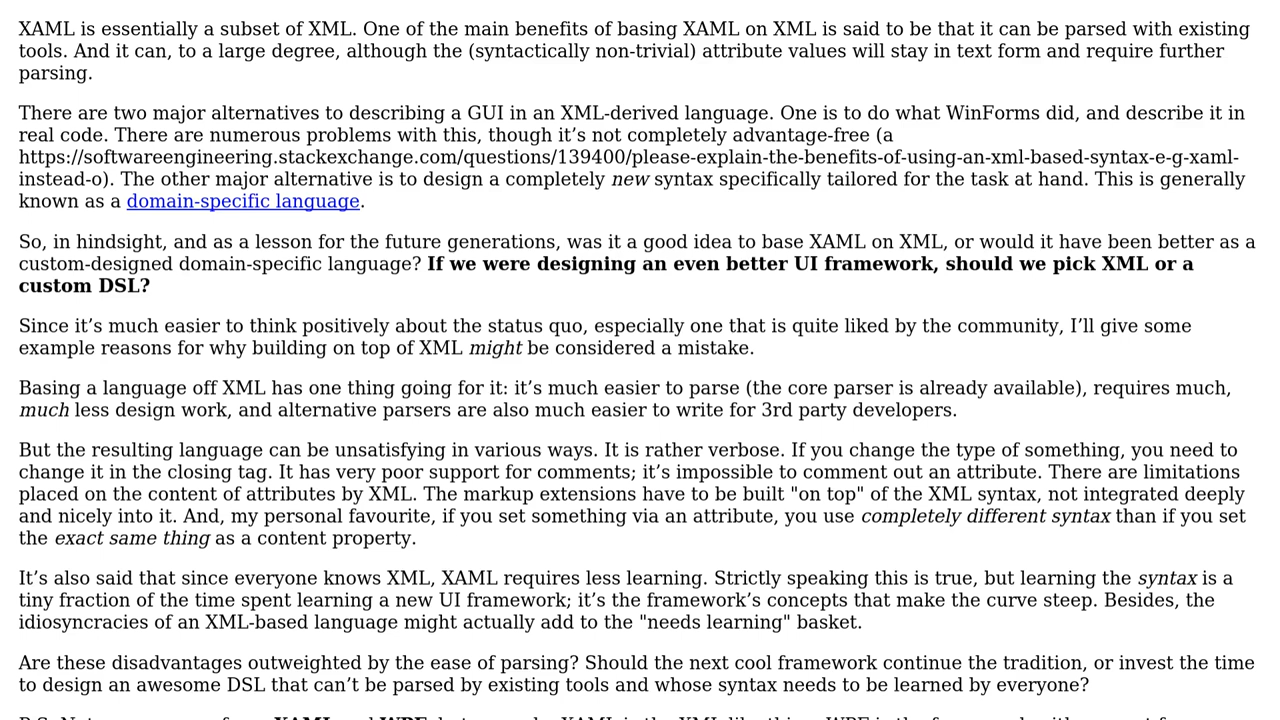 XAML is essentially a subset of XML. One of the main benefits of basing XAML on XML is said to be that it can be parsed with existing
tools. And it can, to a large degree, although the (syntactically non-trivial) attribute values will stay in text form and require further
parsing.
There are two major alternatives to describing a GUI in an XML-derived language. One is to do what WinForms did, and describe it in
real code. There are numerous problems with this, though it’s not completely advantage-free (a
https://softwareengineering.stackexchange.com/questions/139400/please-explain-the-benefits-of-using-an-xml-based-syntax-e-g-xaml-
instead-o). The other major alternative is to design a completely new syntax specifically tailored for the task at hand. This is generally
known as a domain-specific language.
So, in hindsight, and as a lesson for the future generations, was it a good idea to base XAML on XML, or would it have been better as a
custom-designed domain-specific language? If we were designing an even better UI framework, should we pick XML or a
custom DSL?
Since it’s much easier to think positively about the status quo, especially one that is quite liked by the community, I’ll give some
example reasons for why building on top of XML might be considered a mistake.
Basing a language off XML has one thing going for it: it’s much easier to parse (the core parser is already available), requires much,
much less design work, and alternative parsers are also much easier to write for 3rd party developers.
But the resulting language can be unsatisfying in various ways. It is rather verbose. If you change the type of something, you need to
change it in the closing tag. It has very poor support for comments; it’s impossible to comment out an attribute. There are limitations
placed on the content of attributes by XML. The markup extensions have to be built "on top" of the XML syntax, not integrated deeply
and nicely into it. And, my personal favourite, if you set something via an attribute, you use completely different syntax than if you set
the exact same thing as a content property.
It’s also said that since everyone knows XML, XAML requires less learning. Strictly speaking this is true, but learning the syntax is a
tiny fraction of the time spent learning a new UI framework; it’s the framework’s concepts that make the curve steep. Besides, the
idiosyncracies of an XML-based language might actually add to the "needs learning" basket.
Are these disadvantages outweighted by the ease of parsing? Should the next cool framework continue the tradition, or invest the time
to design an awesome DSL that can’t be parsed by existing tools and whose syntax needs to be learned by everyone?